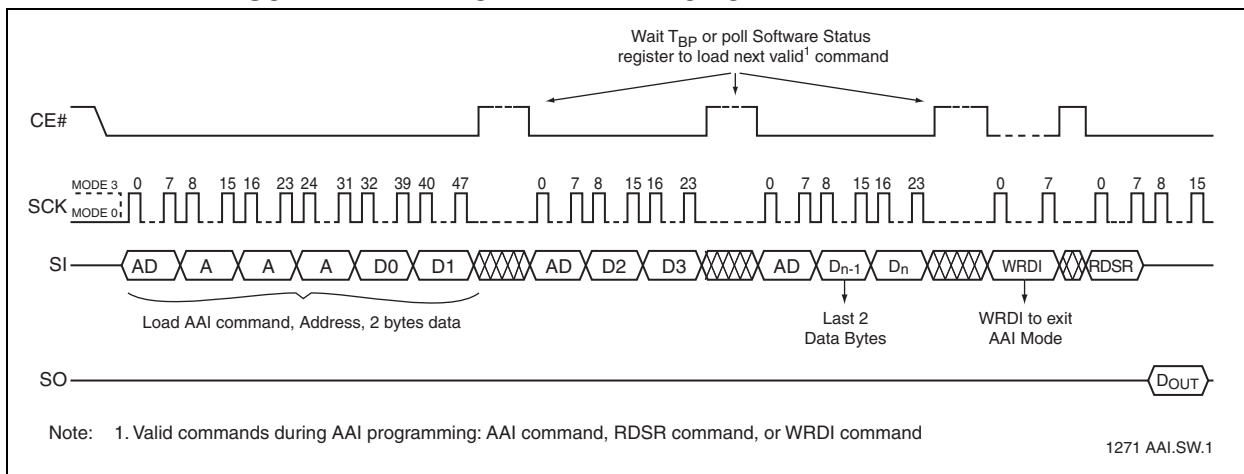 Wait TBP or poll Software Status
register to load next valid1 command
CE#
MODE 3
MODE 0
SCK
0 7 8 15 16 23 24 31 32 39 40 47 0 7 8 15 16 23 0 7 8 15 16 23 0 7 0 7 8 15
SI
AD A A A D0 D1 AD D2 D3 AD Dn-1 Dn WRDI RDSR
Load AAI command, Address, 2 bytes data
Last 2
Data Bytes
WRDI to exit
AAI Mode
SO
DOUT
Note: 1. Valid commands during AAI programming: AAI command, RDSR command, or WRDI command
1271 AAI.SW.1